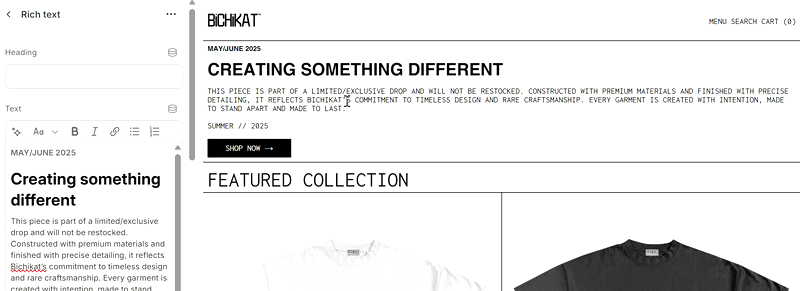 Rich text
Heading
Text
Aa
B
I
MAY/JUNE 2025
Creating something
different
This piece is part of a limited/exclusive
drop and will not be restocked.
Constructed with premium materials and
finished with precise detailing, it reflects
Bichikat's commitment to timeless design
and rare craftsmanship. Every garment is
created with intention, made to stand
BICHIKAT
MENU SEARCH CART (0)
MAY/JUNE 2025
CREATING SOMETHING DIFFERENT
THIS PIECE IS PART OF A LIMITED/EXCLUSIVE DROP AND WILL NOT BE RESTOCKED. CONSTRUCTED WITH PREMIUM MATERIALS AND FINISHED WITH PRECISE
DETAILING, IT REFLECTS BICHIKAT'S COMMITMENT TO TIMELESS DESIGN AND RARE CRAFTSMANSHIP. EVERY GARMENT IS CREATED WITH INTENTION, MADE
TO STAND APART AND MADE TO LAST.
SUMMER // 2025
SHOP NOW →
FEATURED COLLECTION